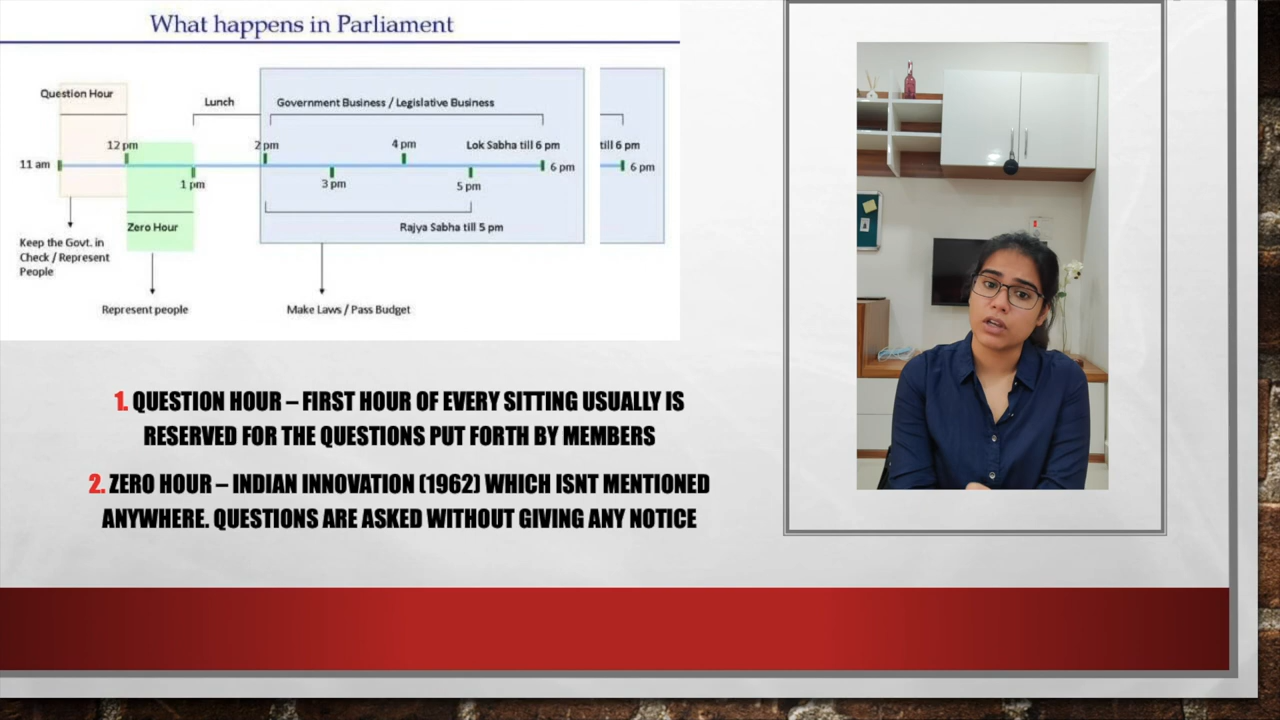 What happens in Parliament
Question Hour
Lunch
Government Business / Legislative Business
12 pm
2 pm
4 pm
Lok Sabha till 6 pm
till 6 pm
11 am
6 pm
6 pm
1 pm
3 pm
5 pm
Zero Hour
Rajya Sabha till 5 pm
Keep the Govt. in
Check / Represent
People
Represent people
Make Laws / Pass Budget
1. QUESTION HOUR – FIRST HOUR OF EVERY SITTING USUALLY IS
RESERVED FOR THE QUESTIONS PUT FORTH BY MEMBERS
2. ZERO HOUR – INDIAN INNOVATION (1962) WHICH ISNT MENTIONED
ANYWHERE. QUESTIONS ARE ASKED WITHOUT GIVING ANY NOTICE